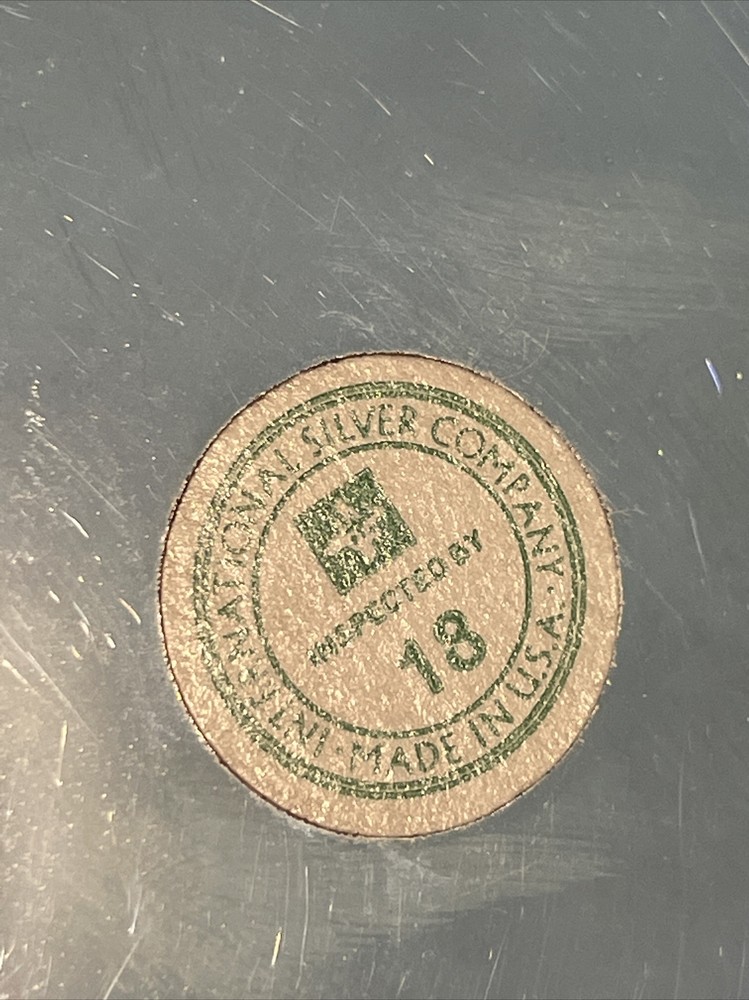 INTERNATIONAL SILVER COMPANY
· MADE IN U.S.A. ·
INSPECTED BY
18